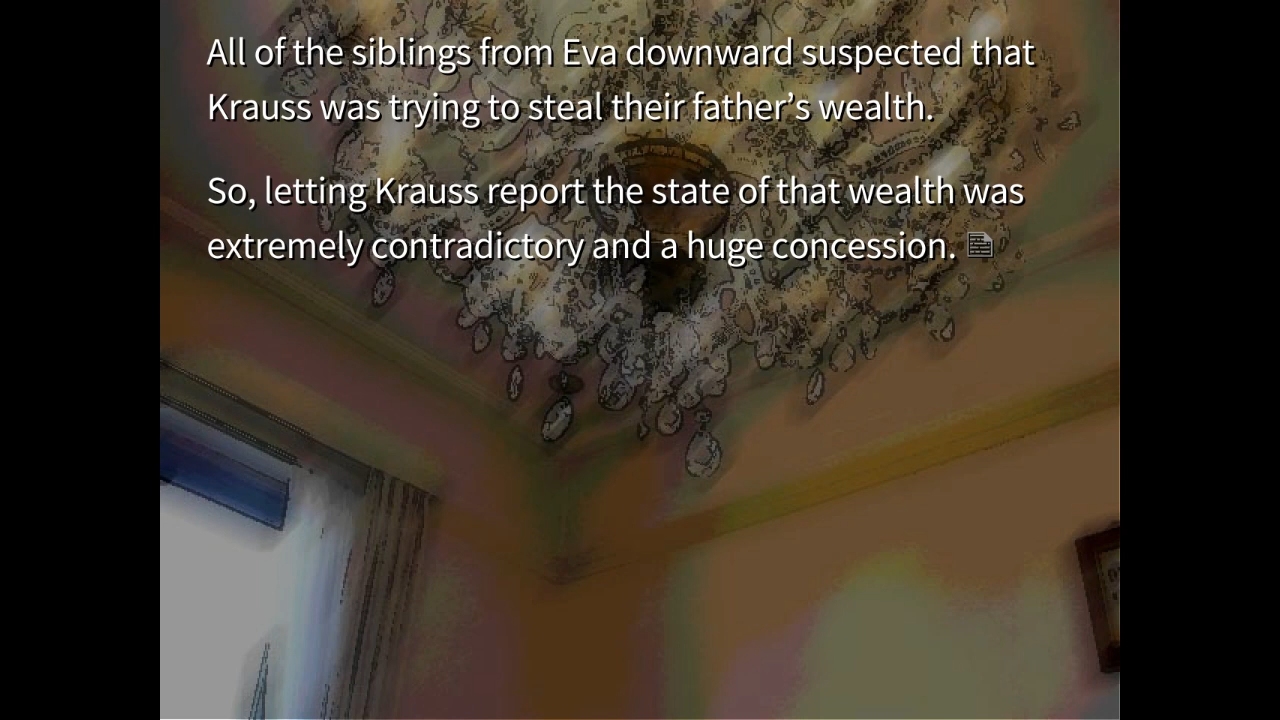 All of the siblings from Eva downward suspected that
Krauss was trying to steal their father’s wealth.
So, letting Krauss report the state of that wealth was
extremely contradictory and a huge concession.